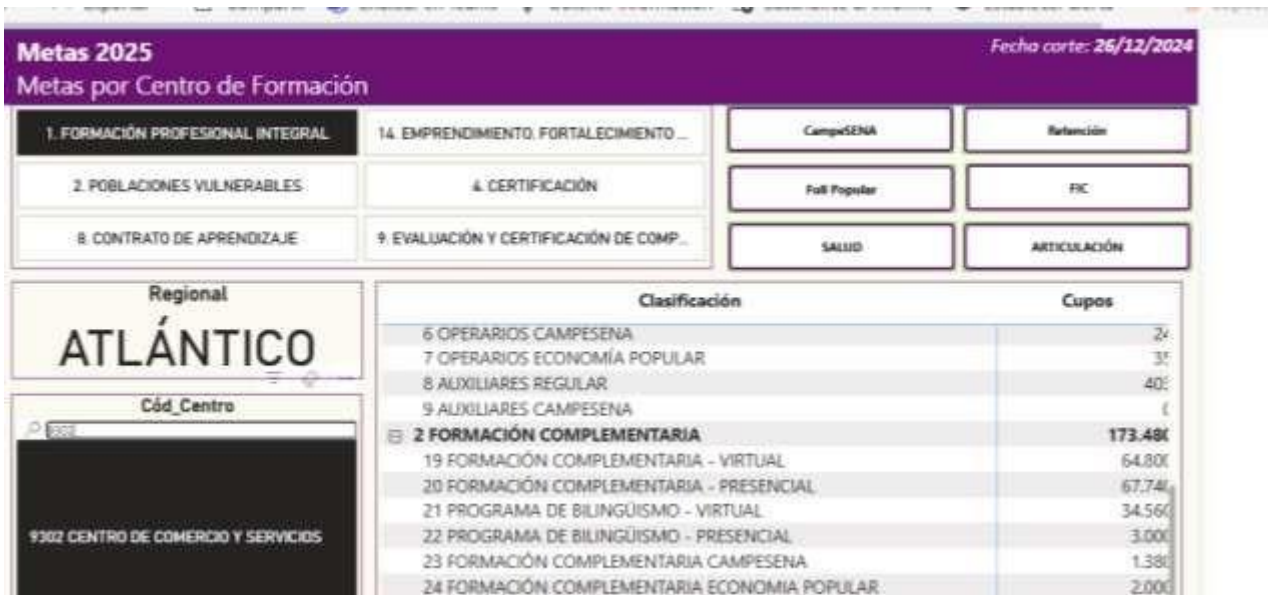 Metas 2025
Fecha corte: 26/12/2024
Metas por Centro de Formación
1. FORMACIÓN PROFESIONAL INTEGRAL
14. EMPRENDIMIENTO, FORTALECIMIENTO ...
CampeSENA
Retención
2. POBLACIONES VULNERABLES
4. CERTIFICACIÓN
Full Popular
FIC
8. CONTRATO DE APRENDIZAJE
9. EVALUACIÓN Y CERTIFICACIÓN DE COMP...
SALUD
ARTICULACIÓN
Regional
ATLÁNTICO
Cód_Centro
9302
9302 CENTRO DE COMERCIO Y SERVICIOS
Clasificación Cupos
6 OPERARIOS CAMPESENA
7 OPERARIOS ECONOMÍA POPULAR
8 AUXILIARES REGULAR
9 AUXILIARES CAMPESENA
2 FORMACIÓN COMPLEMENTARIA 173.480
19 FORMACIÓN COMPLEMENTARIA - VIRTUAL 64.800
20 FORMACIÓN COMPLEMENTARIA - PRESENCIAL 67.740
21 PROGRAMA DE BILINGÜISMO - VIRTUAL 34.560
22 PROGRAMA DE BILINGÜISMO - PRESENCIAL 3.000
23 FORMACIÓN COMPLEMENTARIA CAMPESENA 1.380
24 FORMACIÓN COMPLEMENTARIA ECONOMIA POPULAR 2.000